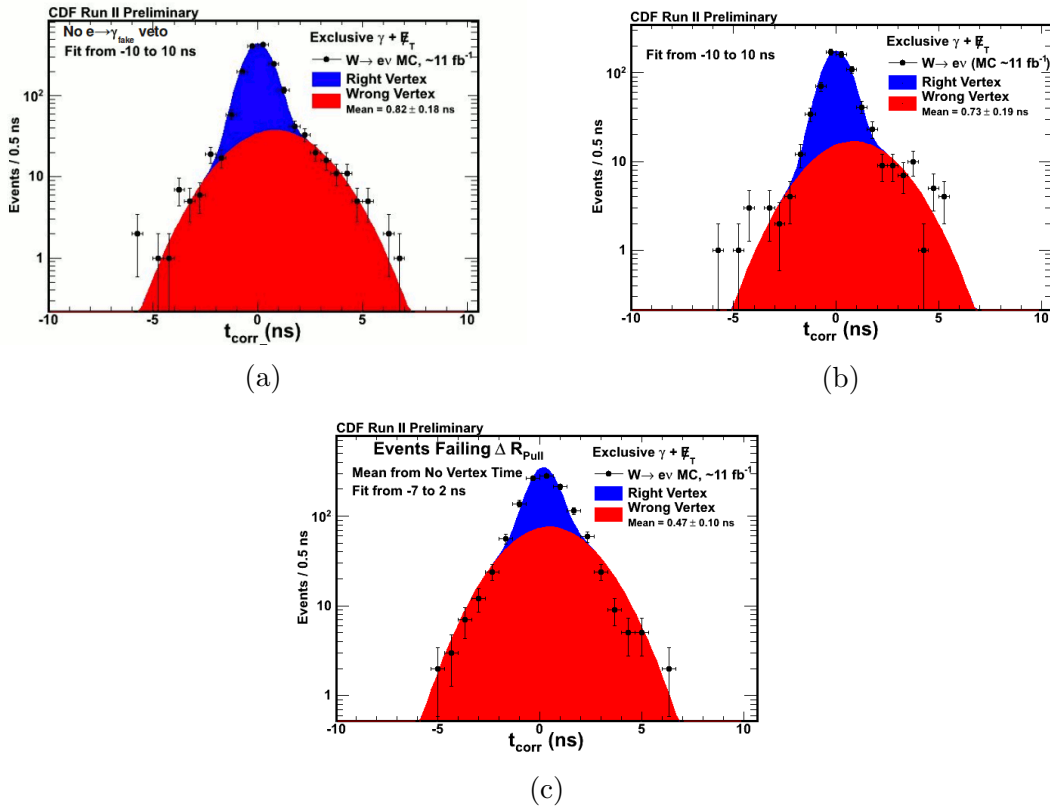 CDF Run II Preliminary
No e→γfake veto
Fit from -10 to 10 ns
Exclusive γ + E̸T
W→ eν MC, ~11 fb⁻¹
Right Vertex
Wrong Vertex
Mean = 0.82 ± 0.18 ns
Events / 0.5 ns
10²
10
1
-10 -5 0 5 10
tcorr_ (ns)
(a)
CDF Run II Preliminary
Fit from -10 to 10 ns
Exclusive γ + E̸T
W→ eν (MC ~11 fb⁻¹)
Right Vertex
Wrong Vertex
Mean = 0.73 ± 0.19 ns
Events / 0.5 ns
10²
10
1
-10 -5 0 5 10
tcorr (ns)
(b)
CDF Run II Preliminary
Events Failing Δ RPull
Mean from No Vertex Time
Fit from -7 to 2 ns
Exclusive γ + E̸T
W→ eν MC, ~11 fb⁻¹
Right Vertex
Wrong Vertex
Mean = 0.47 ± 0.10 ns
Events / 0.5 ns
10²
10
1
-10 -5 0 5 10
tcorr (ns)
(c)